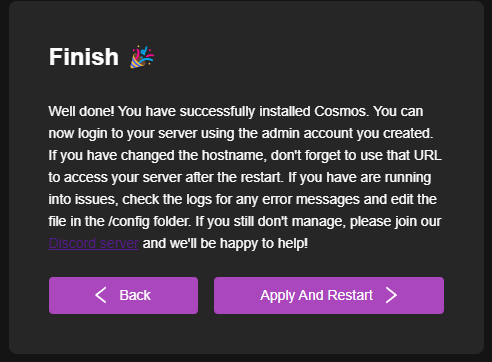 Finish 🎉
Well done! You have successfully installed Cosmos. You can
now login to your server using the admin account you created.
If you have changed the hostname, don't forget to use that URL
to access your server after the restart. If you have are running
into issues, check the logs for any error messages and edit the
file in the /config folder. If you still don't manage, please join our
Discord server and we'll be happy to help!
Back
Apply And Restart